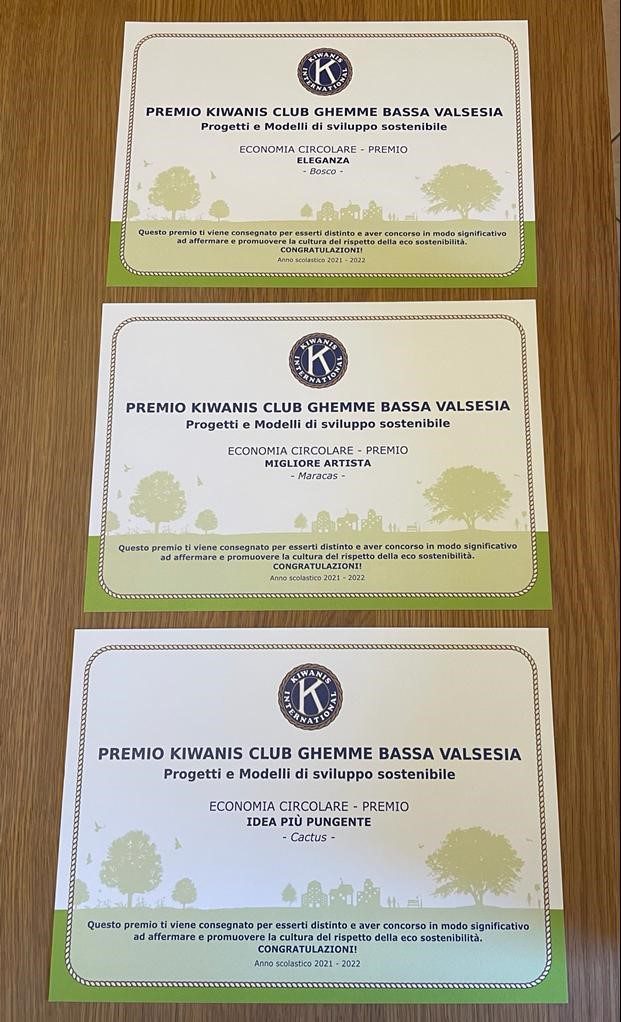 KIWANIS
K
INTERNATIONAL
PREMIO KIWANIS CLUB GHEMME BASSA VALSESIA
Progetti e Modelli di sviluppo sostenibile
ECONOMIA CIRCOLARE - PREMIO
ELEGANZA
- Bosco -
Questo premio ti viene consegnato per esserti distinto e aver concorso in modo significativo
ad affermare e promuovere la cultura del rispetto della eco sostenibilità.
CONGRATULAZIONI!
Anno scolastico 2021 - 2022
KIWANIS
K
INTERNATIONAL
PREMIO KIWANIS CLUB GHEMME BASSA VALSESIA
Progetti e Modelli di sviluppo sostenibile
ECONOMIA CIRCOLARE - PREMIO
MIGLIORE ARTISTA
- Maracas -
Questo premio ti viene consegnato per esserti distinto e aver concorso in modo significativo
ad affermare e promuovere la cultura del rispetto della eco sostenibilità.
CONGRATULAZIONI!
Anno scolastico 2021 - 2022
KIWANIS
K
INTERNATIONAL
PREMIO KIWANIS CLUB GHEMME BASSA VALSESIA
Progetti e Modelli di sviluppo sostenibile
ECONOMIA CIRCOLARE - PREMIO
IDEA PIÙ PUNGENTE
- Cactus -
Questo premio ti viene consegnato per esserti distinto e aver concorso in modo significativo
ad affermare e promuovere la cultura del rispetto della eco sostenibilità.
CONGRATULAZIONI!
Anno scolastico 2021 - 2022